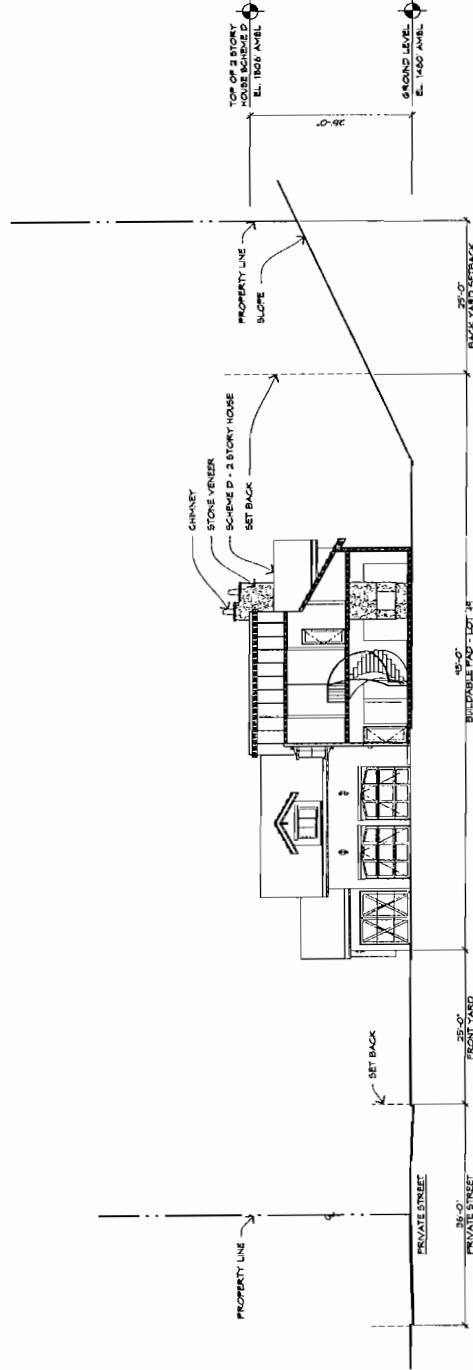 TOP OF 2 STORY
HOUSE SCHEME D
EL. 1506' AMSL
GROUND LEVEL
EL. 1480' AMSL
26'-0"
PROPERTY LINE
SLOPE
CHIMNEY
STONE VENEER
SCHEME D - 2 STORY HOUSE
SET BACK
SET BACK
PROPERTY LINE
PRIVATE STREET
36'-0"
PRIVATE STREET
25'-0"
FRONT YARD
95'-0"
BUILDABLE PAD - LOT
25'-0"
BACK YARD SETBACK